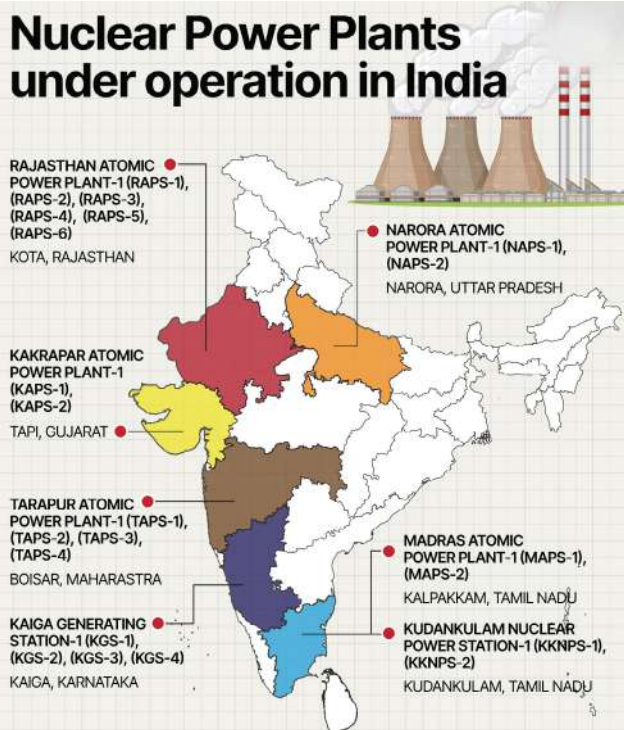 Nuclear Power Plants
under operation in India
RAJASTHAN ATOMIC
POWER PLANT-1 (RAPS-1),
(RAPS-2), (RAPS-3),
(RAPS-4), (RAPS-5),
(RAPS-6)
KOTA, RAJASTHAN
NARORA ATOMIC
POWER PLANT-1 (NAPS-1),
(NAPS-2)
NARORA, UTTAR PRADESH
KAKRAPAR ATOMIC
POWER PLANT-1
(KAPS-1),
(KAPS-2)
TAPI, GUJARAT
TARAPUR ATOMIC
POWER PLANT-1 (TAPS-1),
(TAPS-2), (TAPS-3),
(TAPS-4)
BOISAR, MAHARASTRA
MADRAS ATOMIC
POWER PLANT-1 (MAPS-1),
(MAPS-2)
KALPAKKAM, TAMIL NADU
KAIGA GENERATING
STATION-1 (KGS-1),
(KGS-2), (KGS-3), (KGS-4)
KAIGA, KARNATAKA
KUDANKULAM NUCLEAR
POWER STATION-1 (KKNPS-1),
(KKNPS-2)
KUDANKULAM, TAMIL NADU